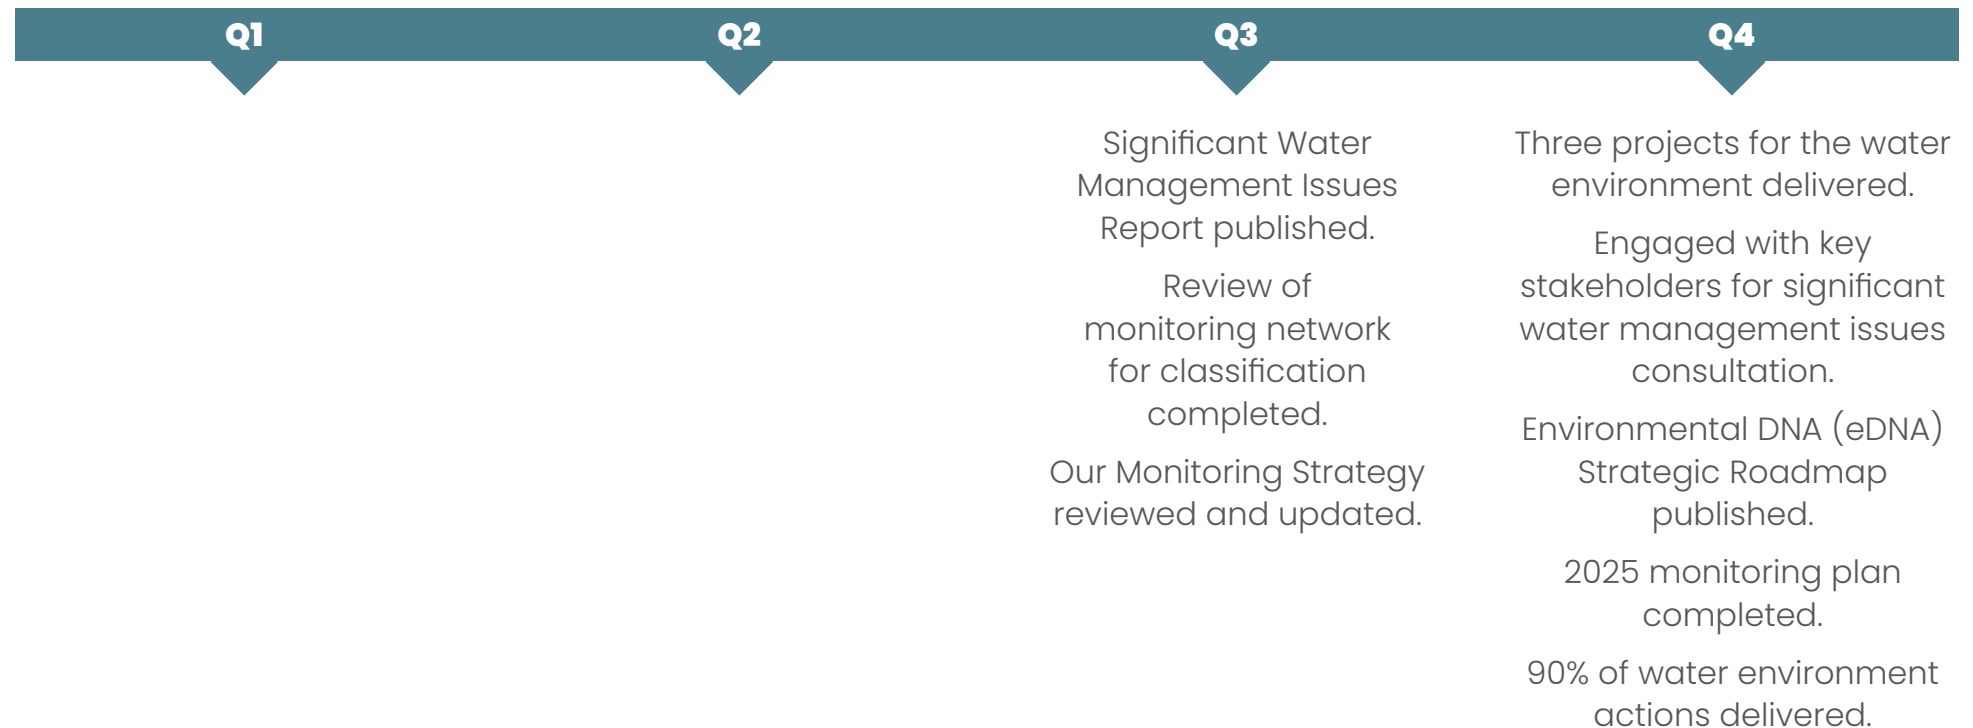 Q1
Q2
Q3
Q4
Significant Water
Management Issues
Report published.
Review of
monitoring network
for classification
completed.
Our Monitoring Strategy
reviewed and updated.
Three projects for the water
environment delivered.
Engaged with key
stakeholders for significant
water management issues
consultation.
Environmental DNA (eDNA)
Strategic Roadmap
published.
2025 monitoring plan
completed.
90% of water environment
actions delivered.